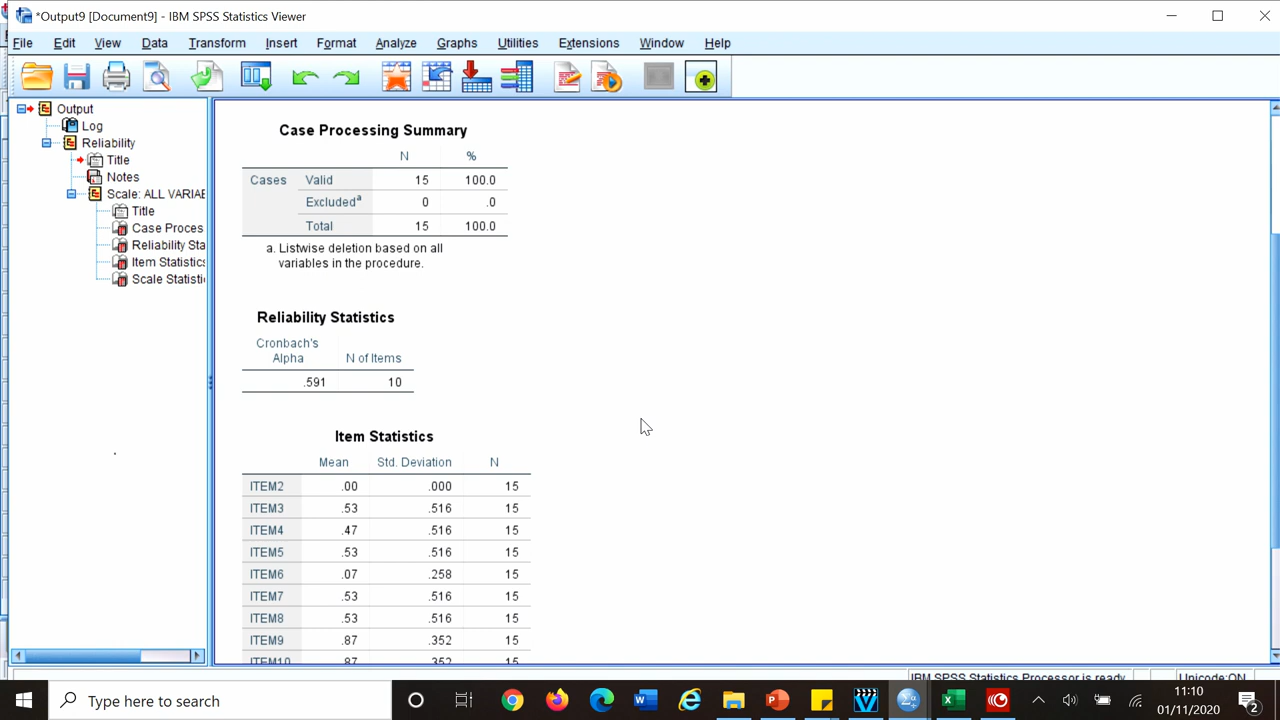 *Output9 [Document9] - IBM SPSS Statistics Viewer
File Edit View Data Transform Insert Format Analyze Graphs Utilities Extensions Window Help
Output
Log
Reliability
Title
Notes
Scale: ALL VARIAB
Title
Case Proces
Reliability Sta
Item Statistics
Scale Statisti
Case Processing Summary
N %
Cases Valid 15 100.0
Excluded a 0 .0
Total 15 100.0
a. Listwise deletion based on all
variables in the procedure.
Reliability Statistics
Cronbach's
Alpha N of Items
.591 10
Item Statistics
Mean Std. Deviation N
ITEM2 .00 .000 15
ITEM3 .53 .516 15
ITEM4 .47 .516 15
ITEM5 .53 .516 15
ITEM6 .07 .258 15
ITEM7 .53 .516 15
ITEM8 .53 .516 15
ITEM9 .87 .352 15
ITEM10 .87 .352 15
IBM SPSS Statistics Processor is ready Unicode:ON
Type here to search
11:10
01/11/2020
2